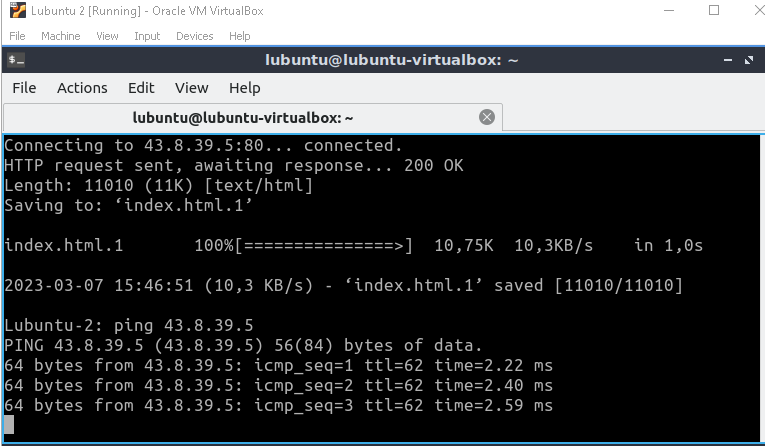 Lubuntu 2 [Running] - Oracle VM VirtualBox
File Machine View Input Devices Help
lubuntu@lubuntu-virtualbox: ~
File Actions Edit View Help
lubuntu@lubuntu-virtualbox: ~
Connecting to 43.8.39.5:80... connected.
HTTP request sent, awaiting response... 200 OK
Length: 11010 (11K) [text/html]
Saving to: ‘index.html.1’
index.html.1 100%[===============>] 10,75K 10,3KB/s in 1,0s
2023-03-07 15:46:51 (10,3 KB/s) - ‘index.html.1’ saved [11010/11010]
Lubuntu-2: ping 43.8.39.5
PING 43.8.39.5 (43.8.39.5) 56(84) bytes of data.
64 bytes from 43.8.39.5: icmp_seq=1 ttl=62 time=2.22 ms
64 bytes from 43.8.39.5: icmp_seq=2 ttl=62 time=2.40 ms
64 bytes from 43.8.39.5: icmp_seq=3 ttl=62 time=2.59 ms